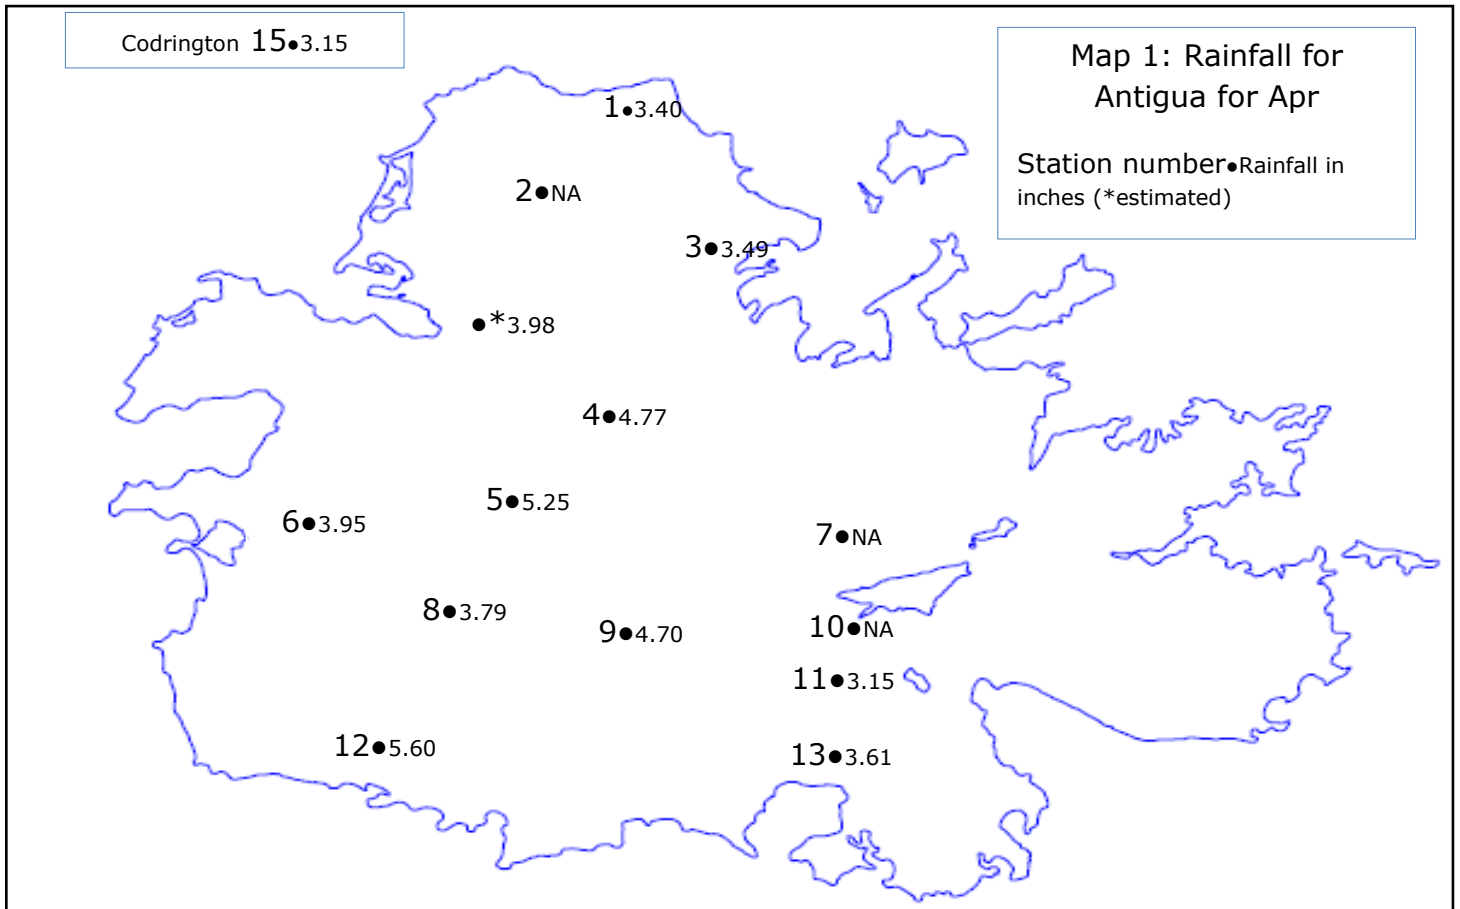 Codrington 15●3.15
Map 1: Rainfall for
Antigua for Apr
Station number●Rainfall in
inches (*estimated)
1●3.40
2●NA
3●3.49
●*3.98
4●4.77
5●5.25
6●3.95
7●NA
8●3.79
9●4.70
10●NA
11●3.15
12●5.60
13●3.61